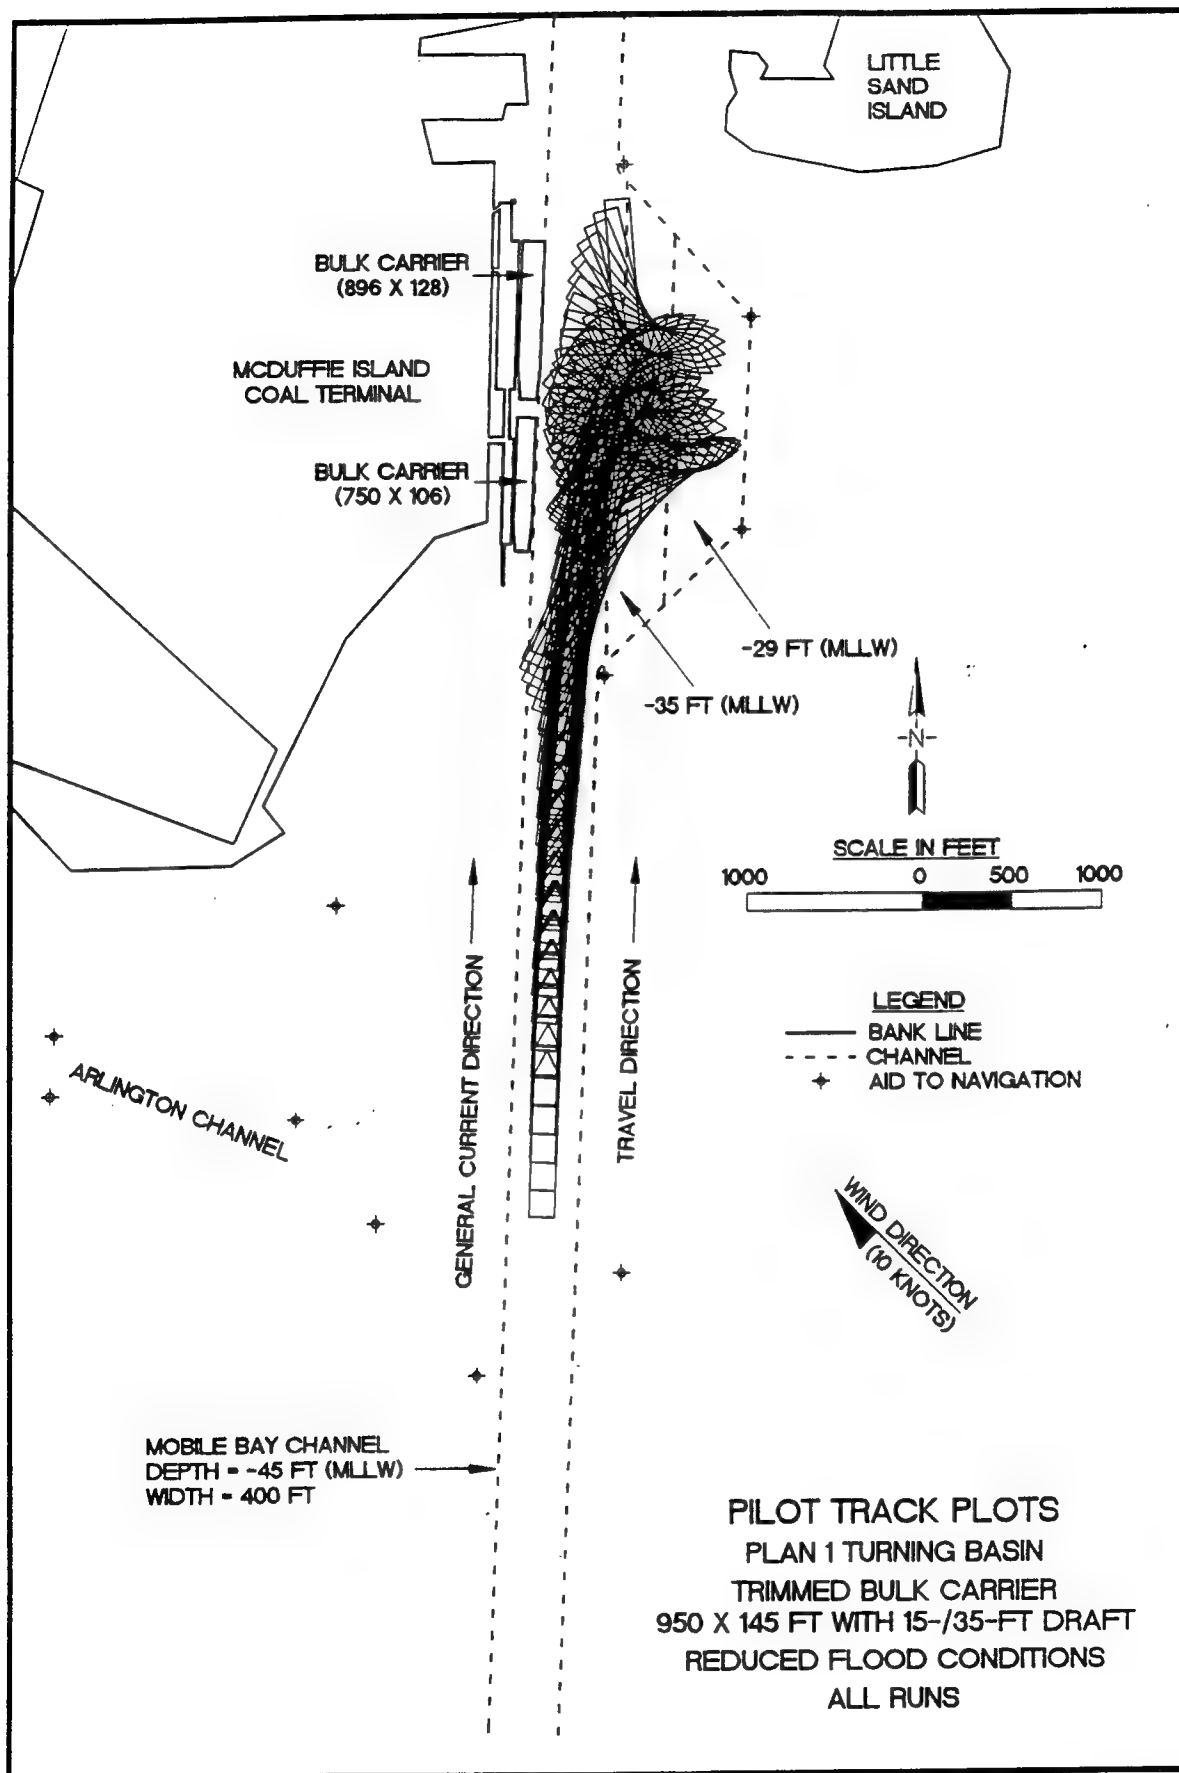 LITTLE
SAND
ISLAND
BULK CARRIER
(896 X 128)
MCDUFFIE ISLAND
COAL TERMINAL
BULK CARRIER
(750 X 106)
-29 FT (MLLW)
-35 FT (MLLW)
-N-
SCALE IN FEET
1000 0 500 1000
GENERAL CURRENT DIRECTION
TRAVEL DIRECTION
LEGEND
BANK LINE
CHANNEL
AID TO NAVIGATION
ARLINGTON CHANNEL
WIND DIRECTION
(10 KNOTS)
MOBILE BAY CHANNEL
DEPTH = -45 FT (MLLW)
WIDTH = 400 FT
PILOT TRACK PLOTS
PLAN 1 TURNING BASIN
TRIMMED BULK CARRIER
950 X 145 FT WITH 15-/35-FT DRAFT
REDUCED FLOOD CONDITIONS
ALL RUNS